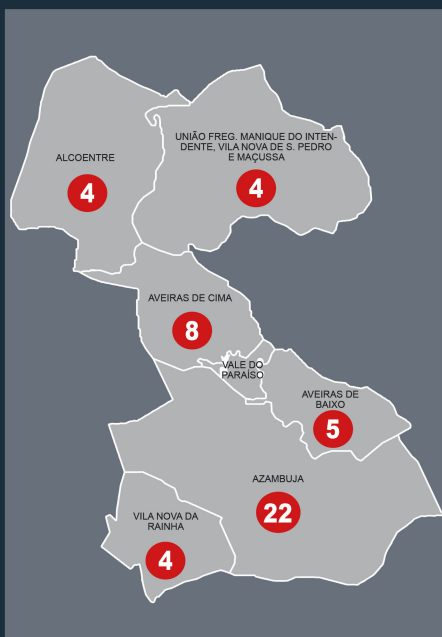 UNIÃO FREG. MANIQUE DO INTEN-
DENTE, VILA NOVA DE S. PEDRO
E MAÇUSSA
ALCOENTRE
4
4
AVEIRAS DE CIMA
8
VALE DO
PARAÍSO
AVEIRAS DE
BAIXO
5
AZAMBUJA
22
VILA NOVA DA
RAINHA
4